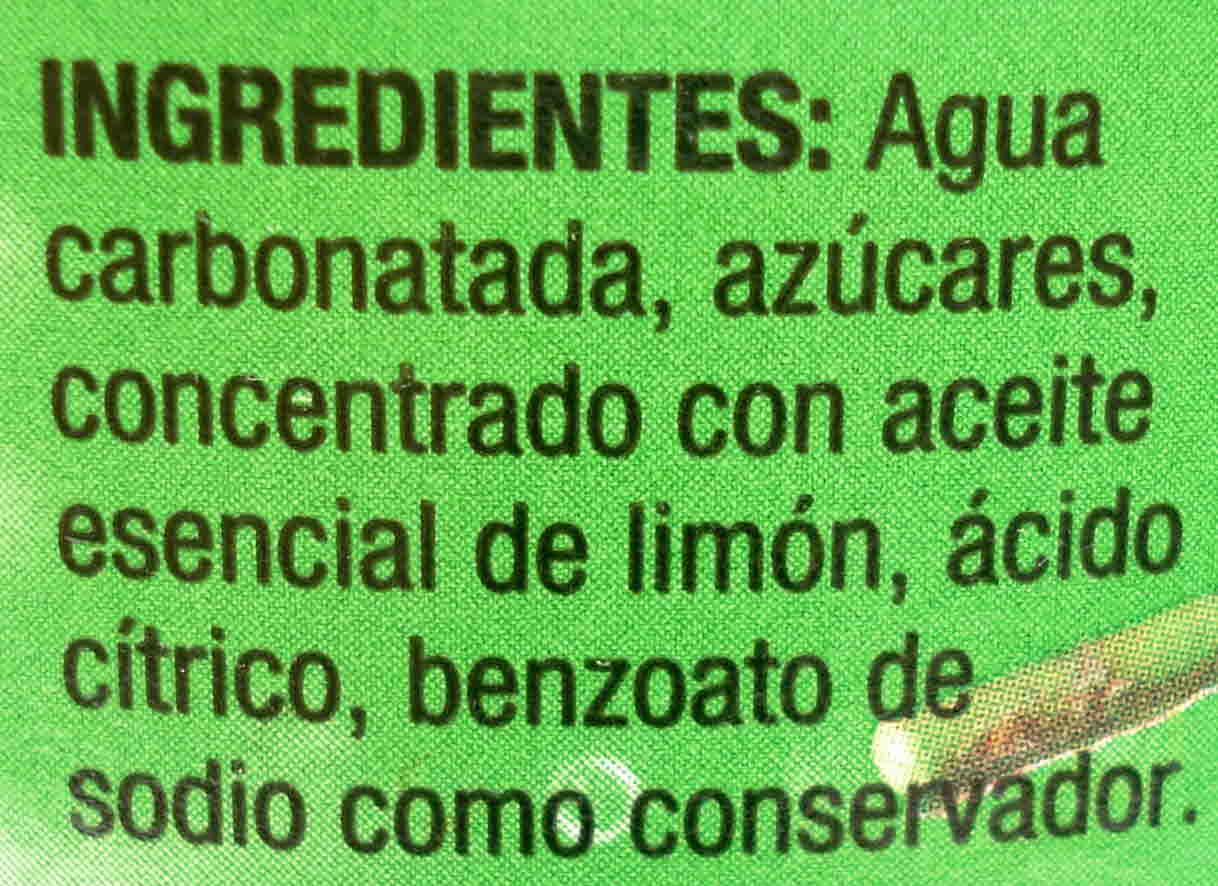 INGREDIENTES: Agua
carbonatada, azúcares,
concentrado con aceite
esencial de limón, ácido
cítrico, benzoato de
sodio como conservador.